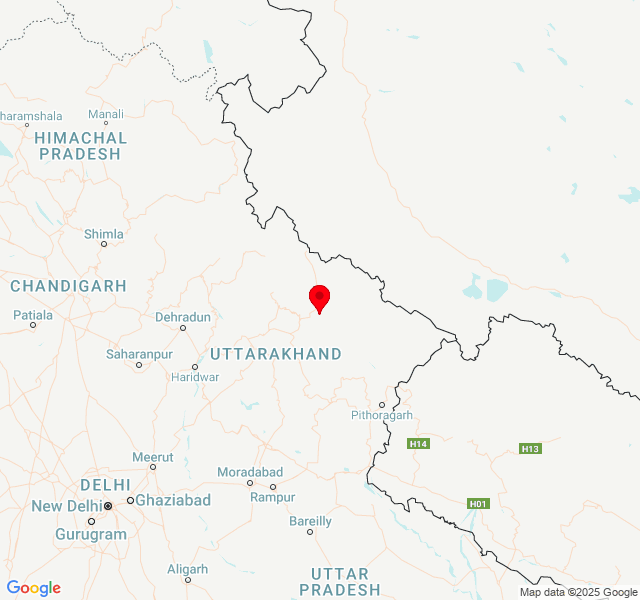 haramshala
Manali
HIMACHAL
PRADESH
Shimla
CHANDIGARH
Patiala
Dehradun
Saharanpur
UTTARAKHAND
Haridwar
Pithoragarh
H14
H13
Meerut
Moradabad
DELHI
Rampur
New Delhi
Ghaziabad
H01
Gurugram
Bareilly
Aligarh
UTTAR
PRADESH
Google
Map data ©2025 Google